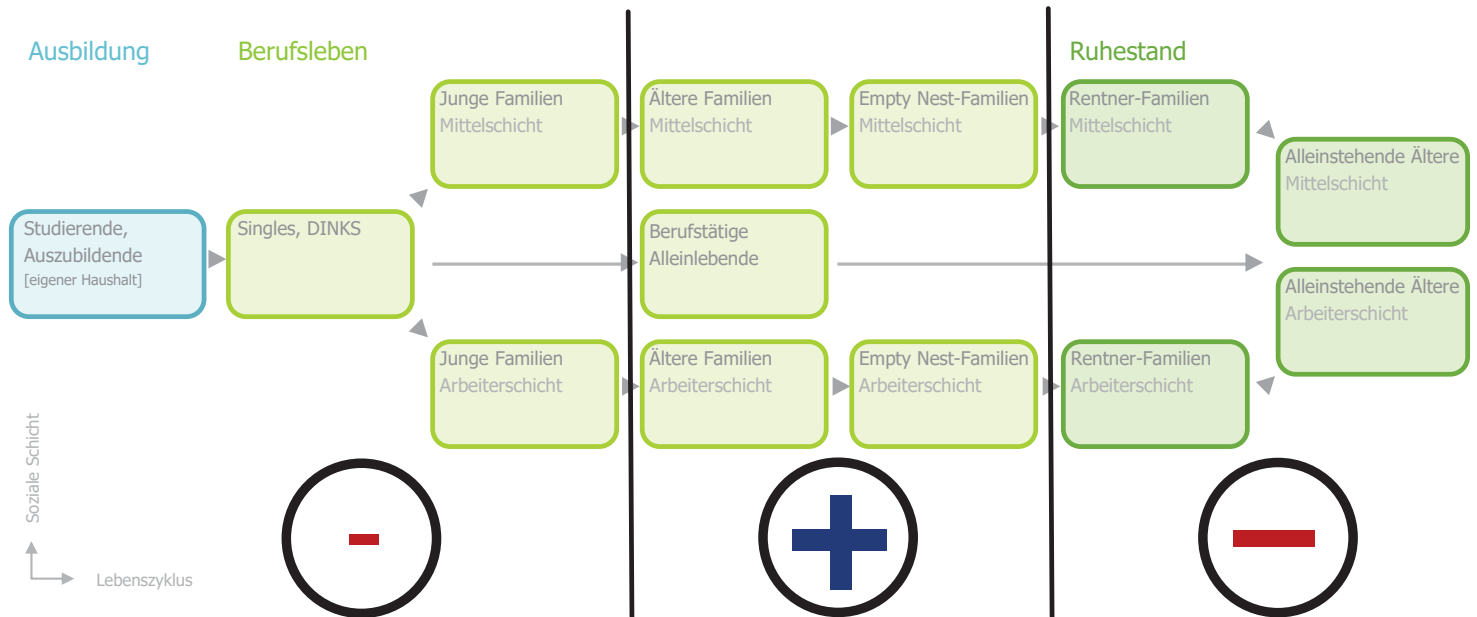 Ausbildung
Berufsleben
Ruhestand
Junge Familien
Mittelschicht
Ältere Familien
Mittelschicht
Empty Nest-Familien
Mittelschicht
Rentner-Familien
Mittelschicht
Alleinstehende Ältere
Mittelschicht
Studierende,
Auszubildende
[eigener Haushalt]
Singles, DINKS
Berufstätige
Alleinlebende
Alleinstehende Ältere
Arbeiterschicht
Junge Familien
Arbeiterschicht
Ältere Familien
Arbeiterschicht
Empty Nest-Familien
Arbeiterschicht
Rentner-Familien
Arbeiterschicht
Soziale Schicht
Lebenszyklus